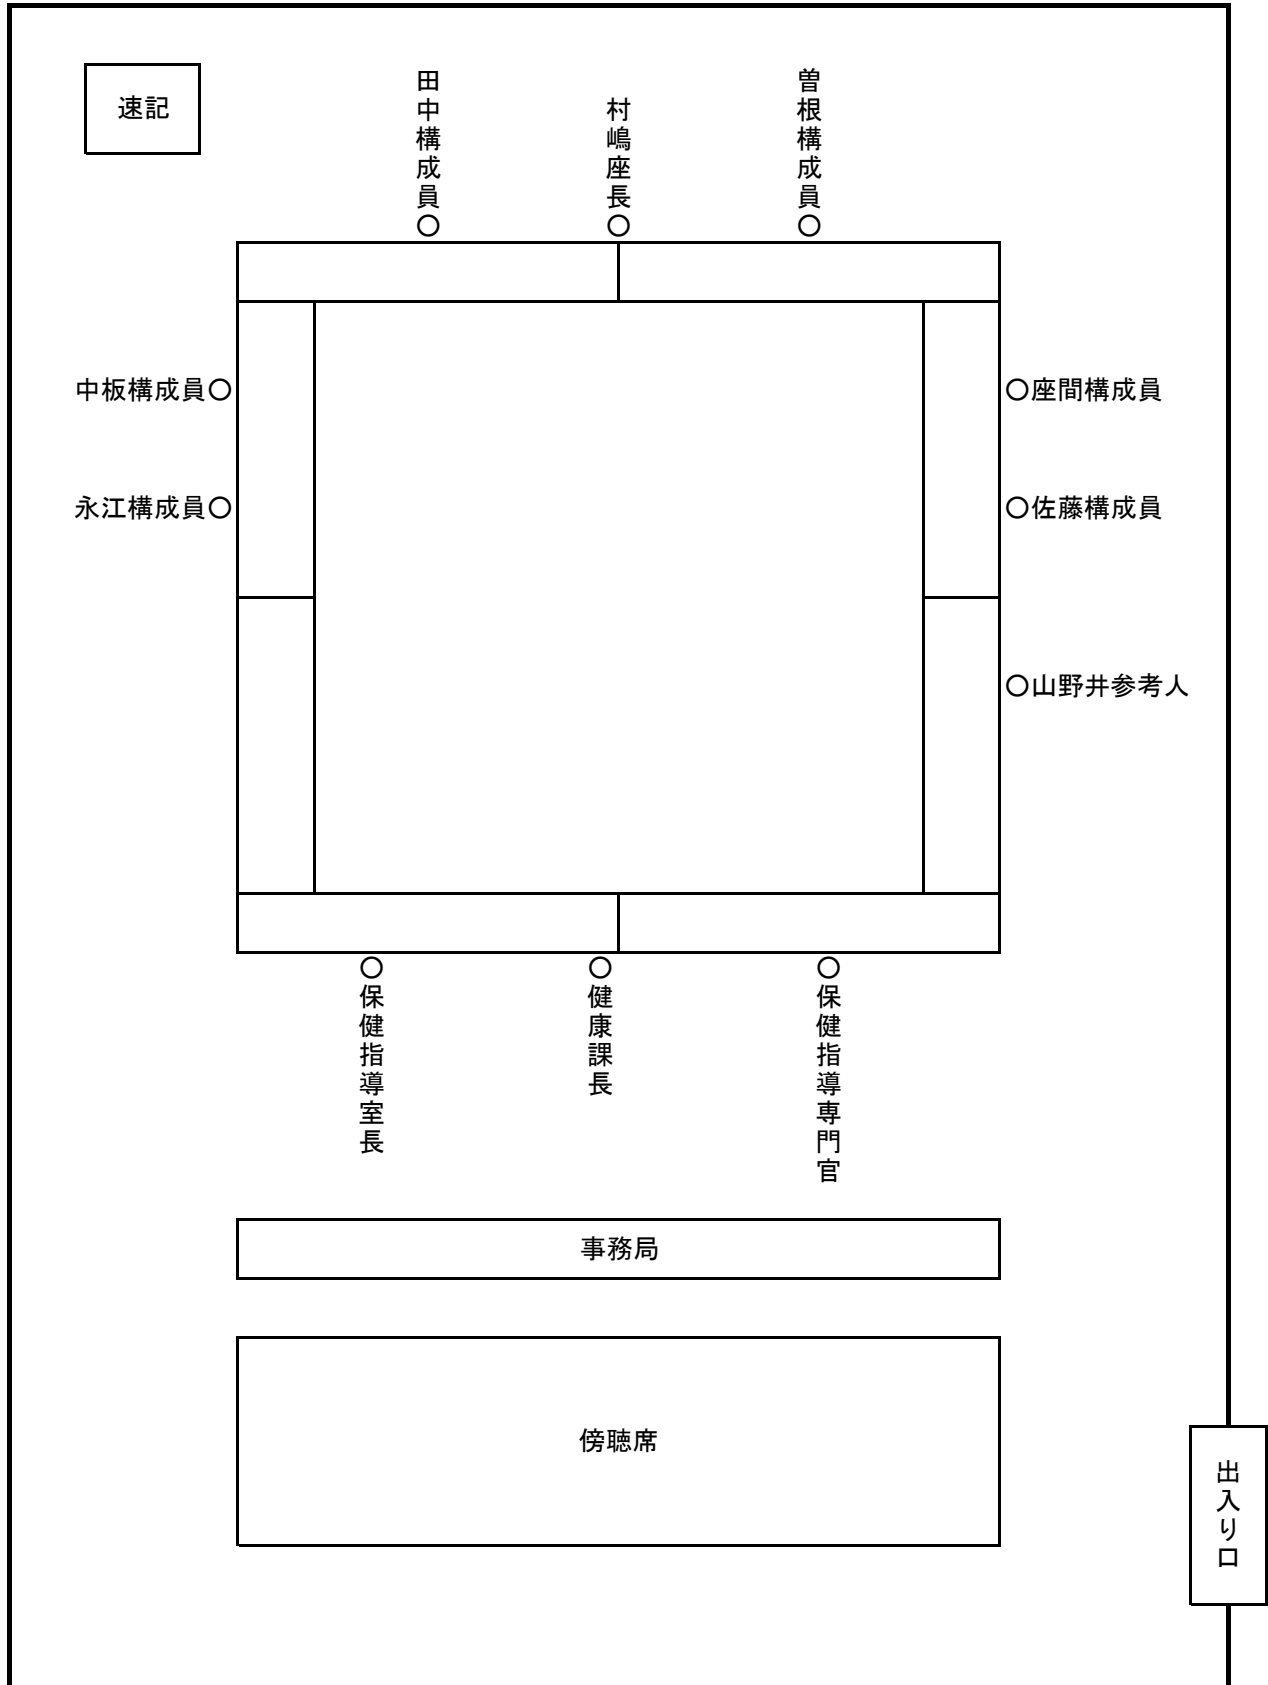 速記
田中構成員○
村嶋座長○
曽根構成員○
中板構成員○
○座間構成員
永江構成員○
○佐藤構成員
○山野井参考人
○保健指導室長
○健康課長
○保健指導専門官
事務局
傍聴席
出入り口